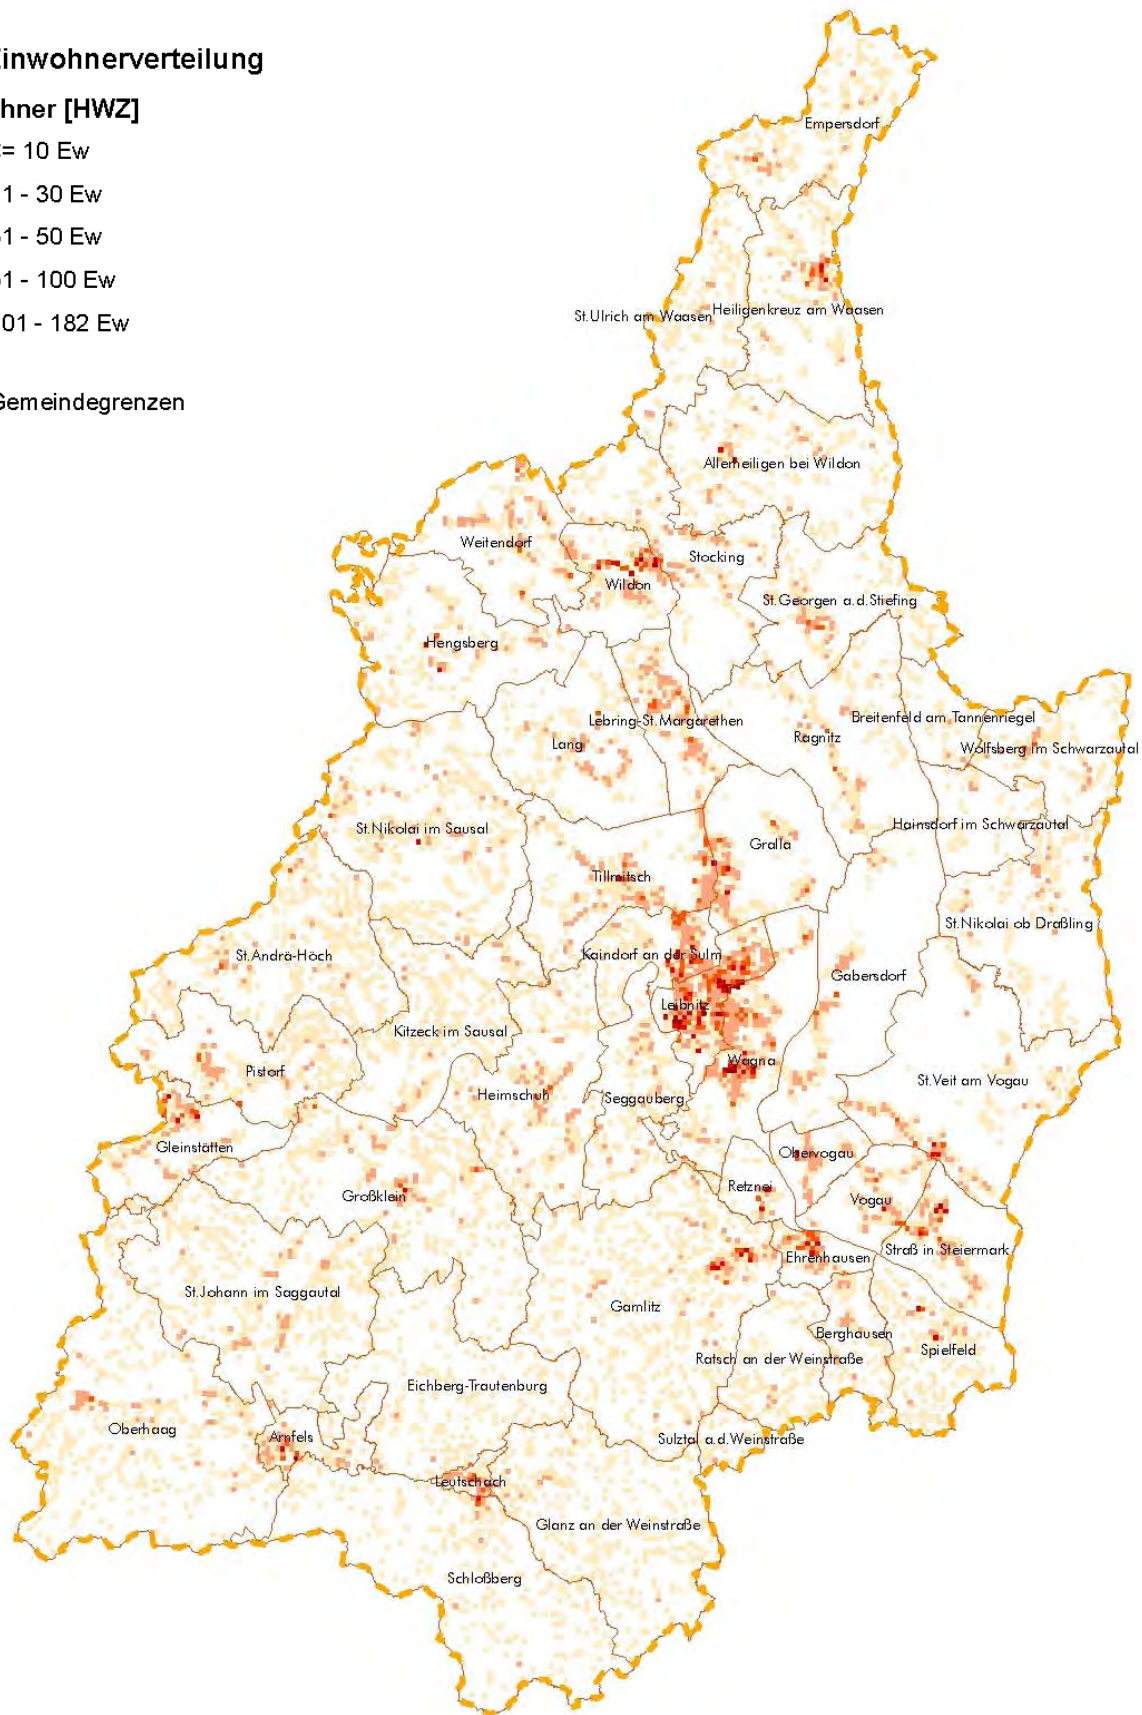 Einwohnerverteilung
hner [HWZ]
= 10 Ew
1 - 30 Ew
1 - 50 Ew
1 - 100 Ew
01 - 182 Ew
Gemeindegrenzen
Empersdorf
St.Ulrich am Waasen
Heiligenkreuz am Waasen
Allerheiligen bei Wildon
Weitendorf
Stocking
Wildon
St.Georgen a.d.Stiefing
Hengsberg
Lebring-St.Margarethen
Breitenfeld am Tannenriegel
Lang
Ragnitz
Wolfsberg im Schwarzautal
St.Nikolai im Sausal
Hainsdorf im Schwarzautal
Gralla
Tillmitsch
St.Nikolai ob Draßling
St.Andrä-Höch
Kaindorf an der Sulm
Gabersdorf
Leibnitz
Kitzeck im Sausal
Wagna
Pistorf
St.Veit am Vogau
Heimschuh
Seggauberg
Gleinstätten
Obervogau
Großklein
Retznei
Vogau
Ehrenhausen
Straß in Steiermark
St.Johann im Saggautal
Gamlitz
Berghausen
Spielfeld
Ratsch an der Weinstraße
Eichberg-Trautenburg
Oberhaag
Arnfels
Sulztal a.d.Weinstraße
Leutschach
Glanz an der Weinstraße
Schloßberg